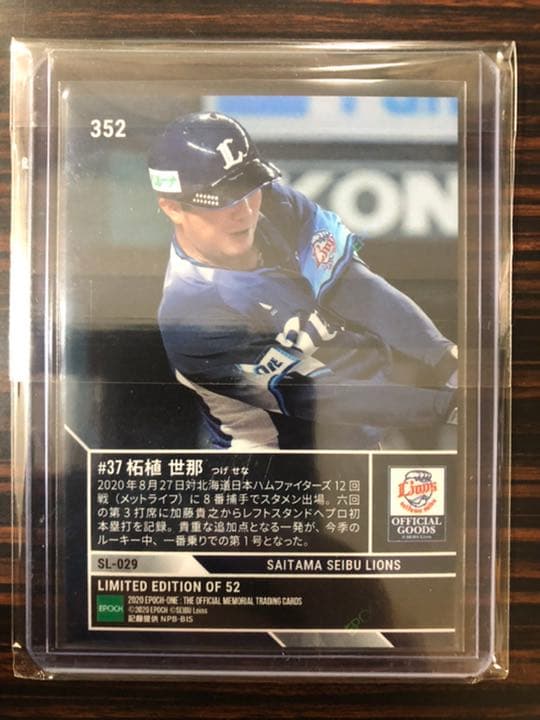 352
L
KON
Lions
#37 柘植 世那 つげ せな
2020年8月27日対北海道日本ハムファイターズ12回
戦（メットライフ）に8番捕手でスタメン出場。六回
の第3打席に加藤貴之からレフトスタンドへプロ初
本塁打を記録。貴重な追加点となる一発が、今季の
ルーキー中、一番乗りでの第1号となった。
Lions
OFFICIAL
GOODS
© SEIBU Lions
SL-029
SAITAMA SEIBU LIONS
LIMITED EDITION OF 52
EPOCH
2020 EPOCH-ONE : THE OFFICIAL MEMORIAL TRADING CARDS
©2020 EPOCH ©SEIBU Lions
記録提供 NPB-BIS